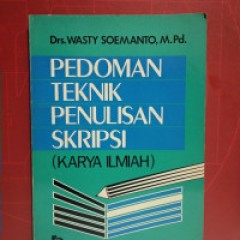 Drs. WASTY SOEMANTO, M.Pd.
PEDOMAN
TEKNIK
PENULISAN
SKRIPSI
(KARYA ILMIAH)